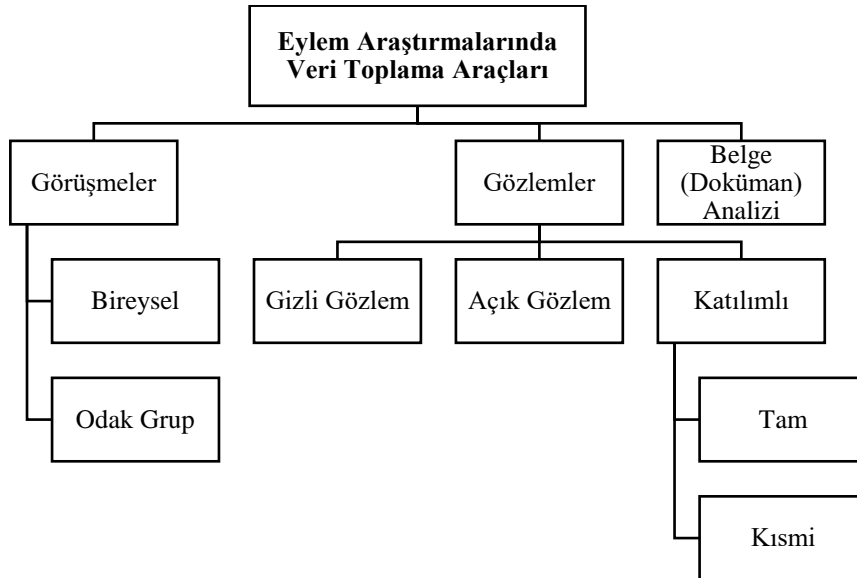 Eylem Araştırmalarında
Veri Toplama Araçları
Görüşmeler
Gözlemler
Belge
(Doküman)
Analizi
Bireysel
Gizli Gözlem
Açık Gözlem
Katılımlı
Odak Grup
Tam
Kısmi